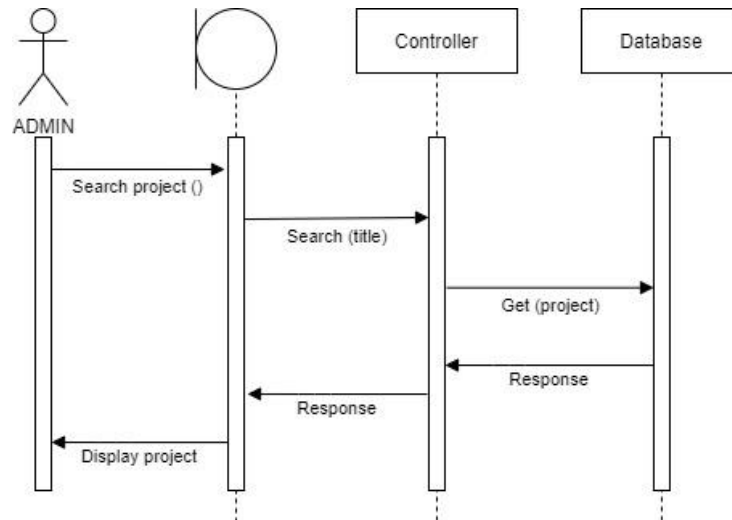 Controller
Database
ADMIN
Search project ()
Search (title)
Get (project)
Response
Response
Display project